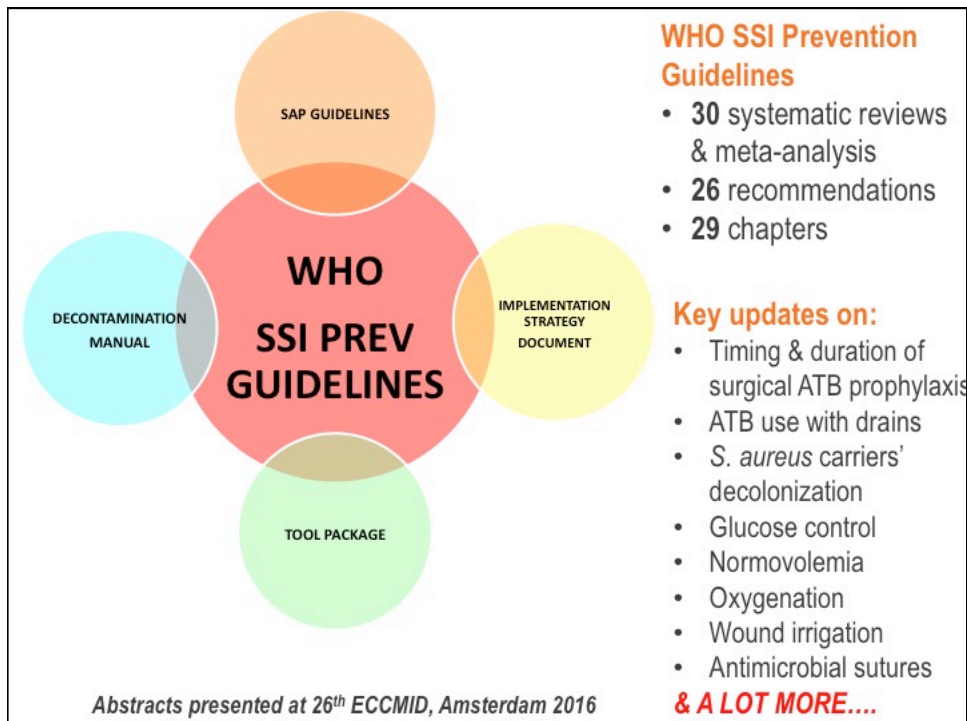 SAP GUIDELINES
DECONTAMINATION
MANUAL
WHO
SSI PREV
GUIDELINES
IMPLEMENTATION
STRATEGY
DOCUMENT
TOOL PACKAGE
Abstracts presented at 26th ECCMID, Amsterdam 2016
WHO SSI Prevention
Guidelines
• 30 systematic reviews
& meta-analysis
• 26 recommendations
• 29 chapters
Key updates on:
• Timing & duration of
surgical ATB prophylaxis
• ATB use with drains
• S. aureus carriers’
decolonization
• Glucose control
• Normovolemia
• Oxygenation
• Wound irrigation
• Antimicrobial sutures
& A LOT MORE....